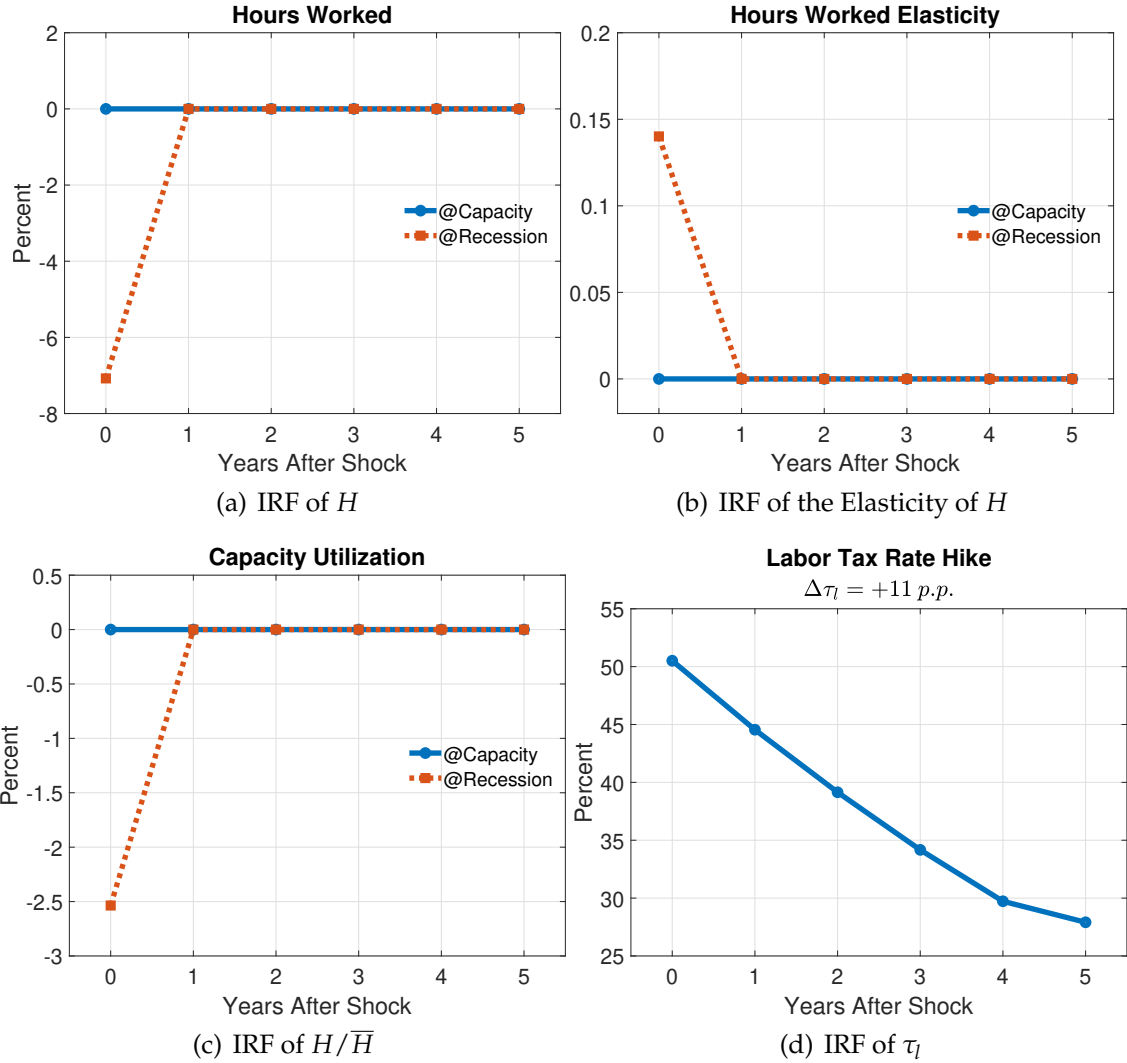 Hours Worked
2
0
-2
-4
-6
-8
Percent
@Capacity
@Recession
0 1 2 3 4 5
Years After Shock
(a) IRF of H
Hours Worked Elasticity
0.2
0.15
0.1
0.05
0
@Capacity
@Recession
0 1 2 3 4 5
Years After Shock
(b) IRF of the Elasticity of H
Capacity Utilization
0.5
0
-0.5
-1
-1.5
-2
-2.5
-3
Percent
@Capacity
@Recession
0 1 2 3 4 5
Years After Shock
(c) IRF of H/H̅
Labor Tax Rate Hike
Δτl = +11 p.p.
55
50
45
40
35
30
25
Percent
0 1 2 3 4 5
Years After Shock
(d) IRF of τl